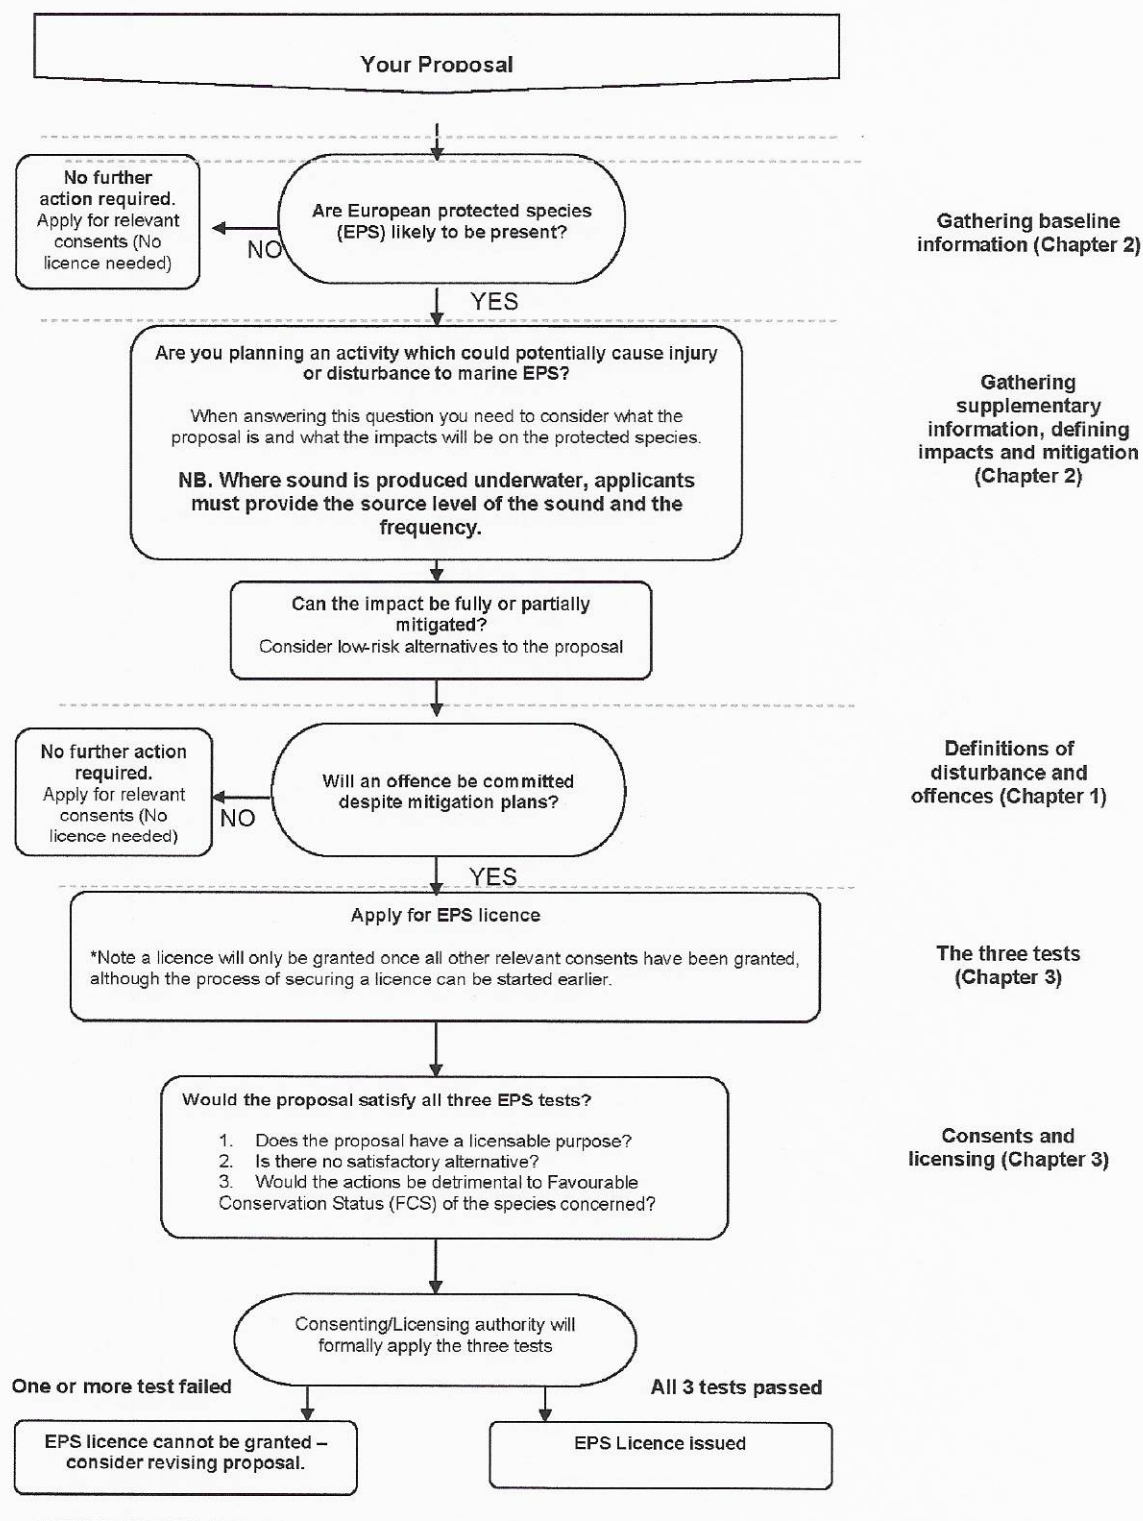 Your Proposal
No further
action required.
Apply for relevant
consents (No
licence needed)
NO
Are European protected species
(EPS) likely to be present?
Gathering baseline
information (Chapter 2)
YES
Are you planning an activity which could potentially cause injury
or disturbance to marine EPS?
When answering this question you need to consider what the
proposal is and what the impacts will be on the protected species.
NB. Where sound is produced underwater, applicants
must provide the source level of the sound and the
frequency.
Gathering
supplementary
information, defining
impacts and mitigation
(Chapter 2)
Can the impact be fully or partially
mitigated?
Consider low-risk alternatives to the proposal
No further action
required.
Apply for relevant
consents (No
licence needed)
NO
Will an offence be committed
despite mitigation plans?
Definitions of
disturbance and
offences (Chapter 1)
YES
Apply for EPS licence
*Note a licence will only be granted once all other relevant consents have been granted,
although the process of securing a licence can be started earlier.
The three tests
(Chapter 3)
Would the proposal satisfy all three EPS tests?
1. Does the proposal have a licensable purpose?
2. Is there no satisfactory alternative?
3. Would the actions be detrimental to Favourable
Conservation Status (FCS) of the species concerned?
Consents and
licensing (Chapter 3)
Consenting/Licensing authority will
formally apply the three tests
One or more test failed
All 3 tests passed
EPS licence cannot be granted –
consider revising proposal.
EPS Licence issued